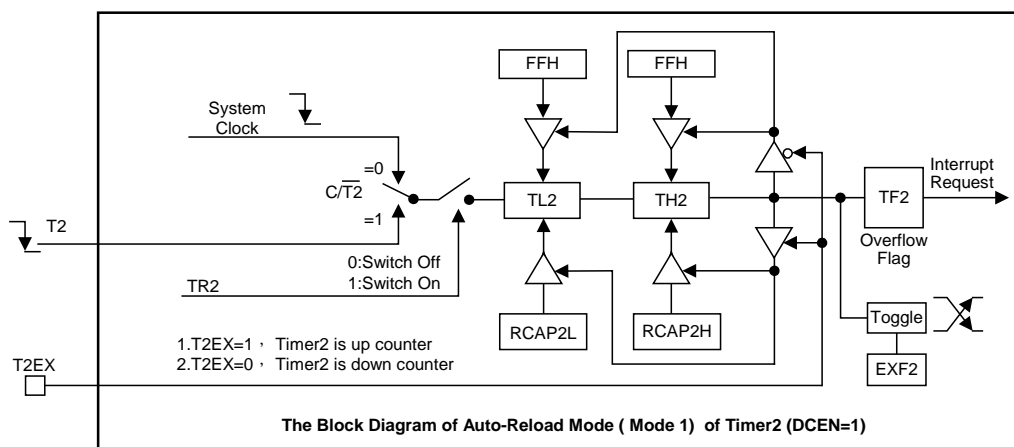 FFH
FFH
System
Clock
=0
C/T2
=1
T2
TL2
TH2
TF2
Interrupt
Request
Overflow
Flag
0:Switch Off
1:Switch On
TR2
RCAP2L
RCAP2H
Toggle
EXF2
1.T2EX=1， Timer2 is up counter
2.T2EX=0， Timer2 is down counter
T2EX
The Block Diagram of Auto-Reload Mode ( Mode 1) of Timer2 (DCEN=1)